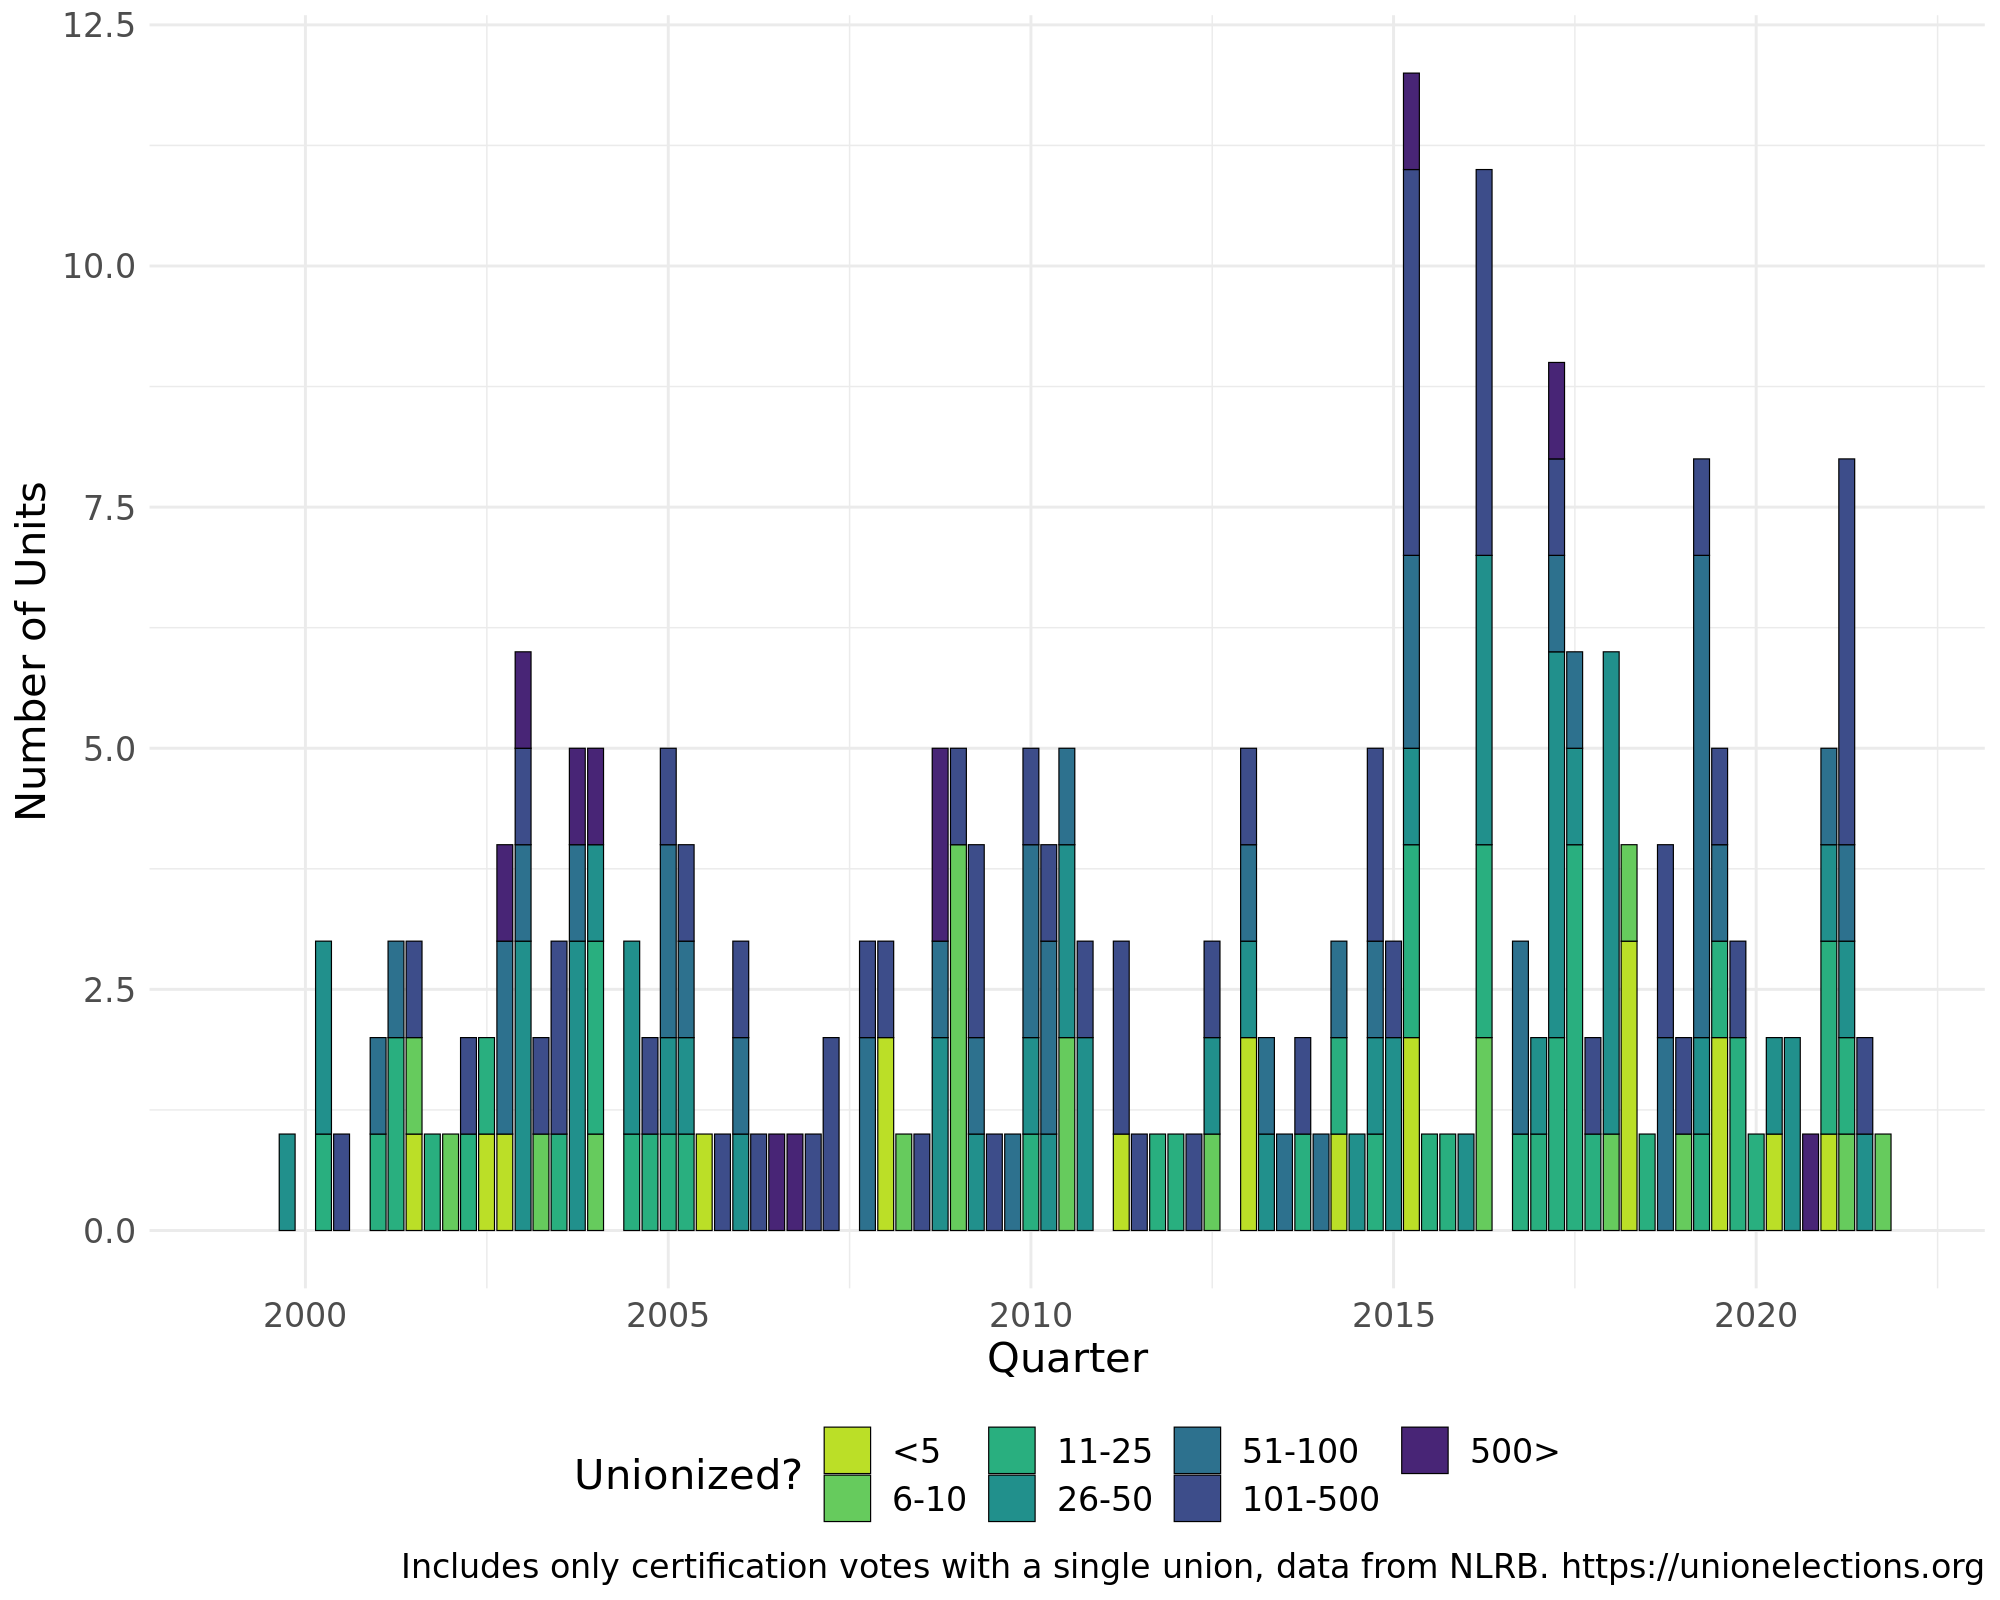 12.5
10.0
7.5
5.0
2.5
0.0
Number of Units
2000 2005 2010 2015 2020
Quarter
Unionized?
<5 11-25 51-100 500>
6-10 26-50 101-500
Includes only certification votes with a single union, data from NLRB. https://unionelections.org